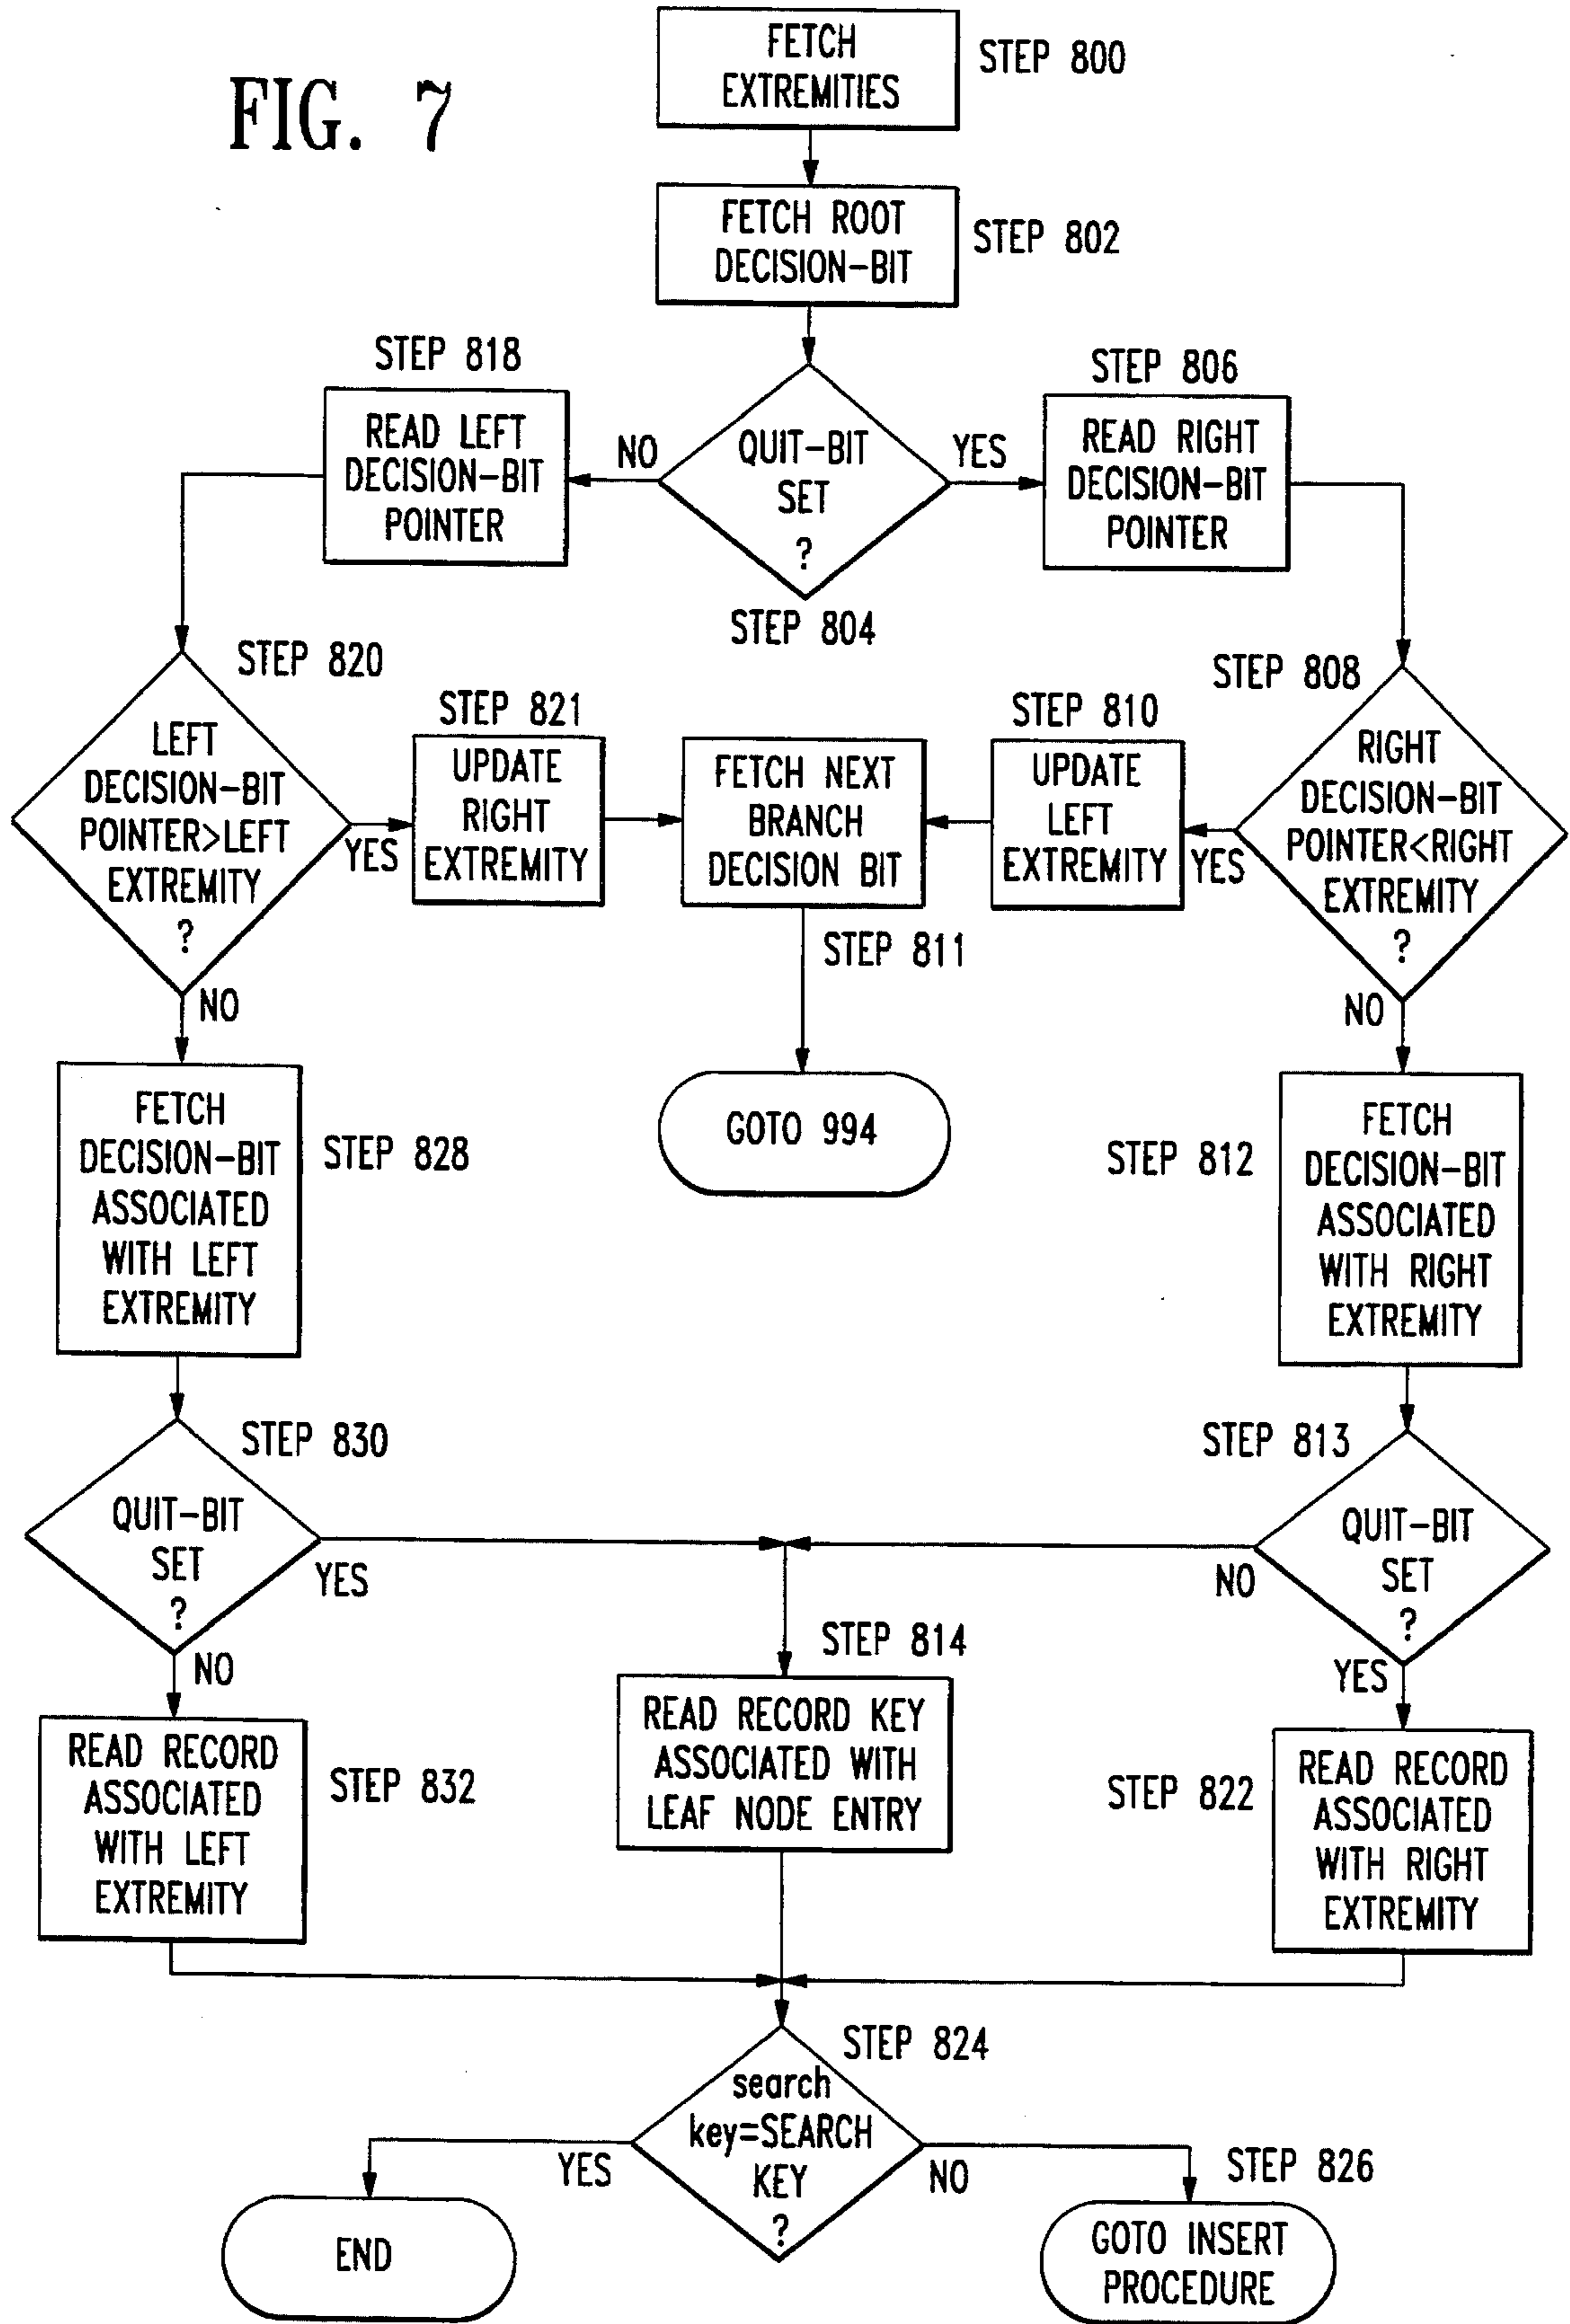 FIG. 7
FETCH
EXTREMITIES
STEP 800
FETCH ROOT
DECISION-BIT
STEP 802
STEP 818
READ LEFT
DECISION-BIT
POINTER
NO
QUIT-BIT
SET
?
YES
STEP 804
STEP 806
READ RIGHT
DECISION-BIT
POINTER
STEP 820
LEFT
DECISION-BIT
POINTER>LEFT
EXTREMITY
?
YES
NO
STEP 821
UPDATE
RIGHT
EXTREMITY
FETCH NEXT
BRANCH
DECISION BIT
STEP 811
STEP 810
UPDATE
LEFT
EXTREMITY
YES
STEP 808
RIGHT
DECISION-BIT
POINTER<RIGHT
EXTREMITY
?
NO
GOTO 994
FETCH
DECISION-BIT
ASSOCIATED
WITH LEFT
EXTREMITY
STEP 828
STEP 812
FETCH
DECISION-BIT
ASSOCIATED
WITH RIGHT
EXTREMITY
STEP 830
QUIT-BIT
SET
?
YES
NO
STEP 813
QUIT-BIT
SET
?
NO
YES
STEP 814
READ RECORD KEY
ASSOCIATED WITH
LEAF NODE ENTRY
READ RECORD
ASSOCIATED
WITH LEFT
EXTREMITY
STEP 832
STEP 822
READ RECORD
ASSOCIATED
WITH RIGHT
EXTREMITY
STEP 824
search
key=SEARCH
KEY
?
YES
NO
END
STEP 826
GOTO INSERT
PROCEDURE